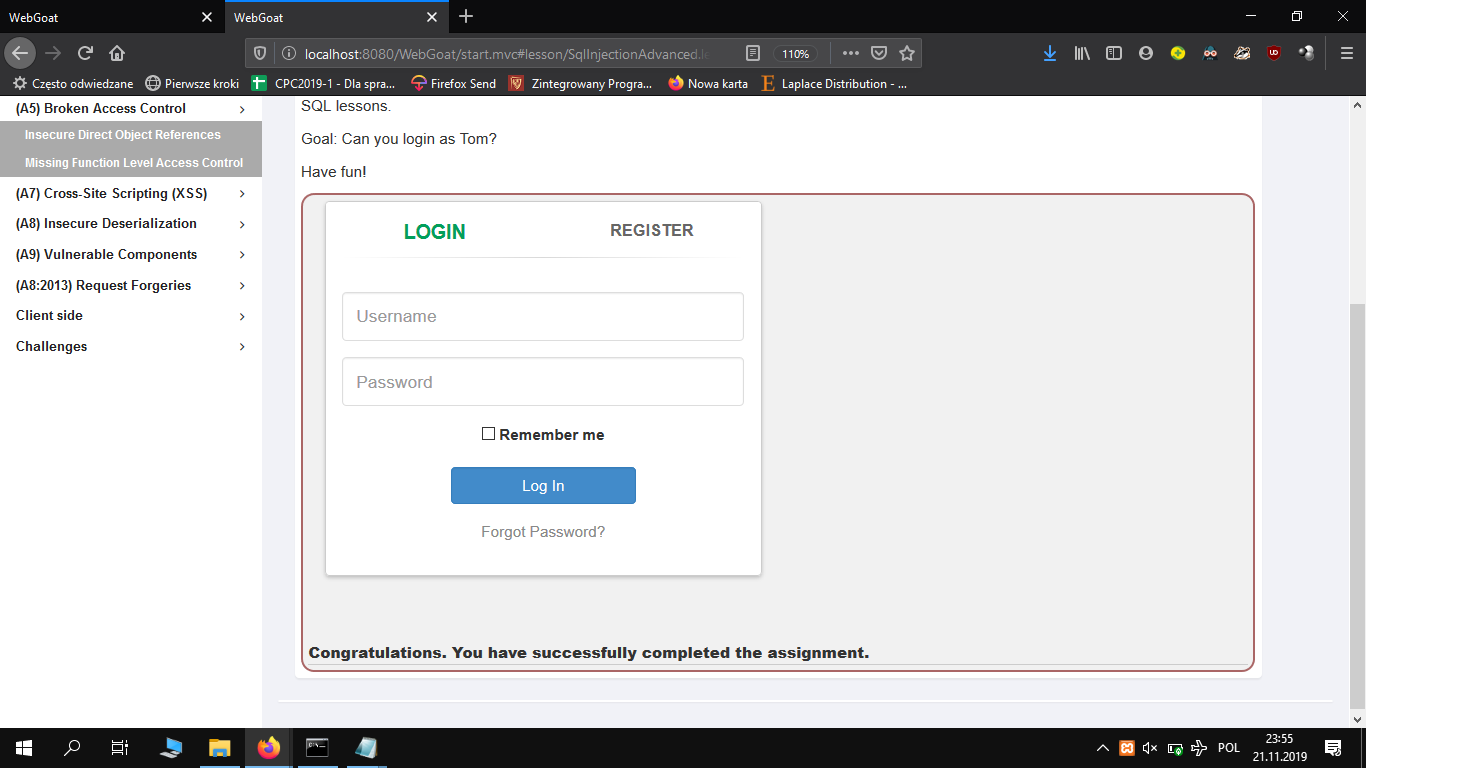 WebGoat
WebGoat
localhost:8080/WebGoat/start.mvc#lesson/SqlInjectionAdvanced.le
110%
Często odwiedzane
Pierwsze kroki
CPC2019-1 - Dla spra...
Firefox Send
Zintegrowany Progra...
Nowa karta
Laplace Distribution - ...
(A5) Broken Access Control
Insecure Direct Object References
Missing Function Level Access Control
(A7) Cross-Site Scripting (XSS)
(A8) Insecure Deserialization
(A9) Vulnerable Components
(A8:2013) Request Forgeries
Client side
Challenges
SQL lessons.
Goal: Can you login as Tom?
Have fun!
LOGIN
REGISTER
Username
Password
Remember me
Log In
Forgot Password?
Congratulations. You have successfully completed the assignment.
POL
23:55
21.11.2019